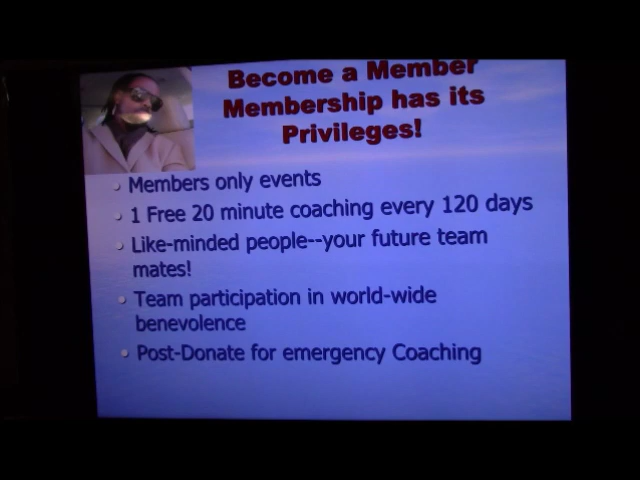 Become a Member
Membership has its
Privileges!
Members only events
1 Free 20 minute coaching every 120 days
Like-minded people--your future team
mates!
Team participation in world-wide
benevolence
Post-Donate for emergency Coaching